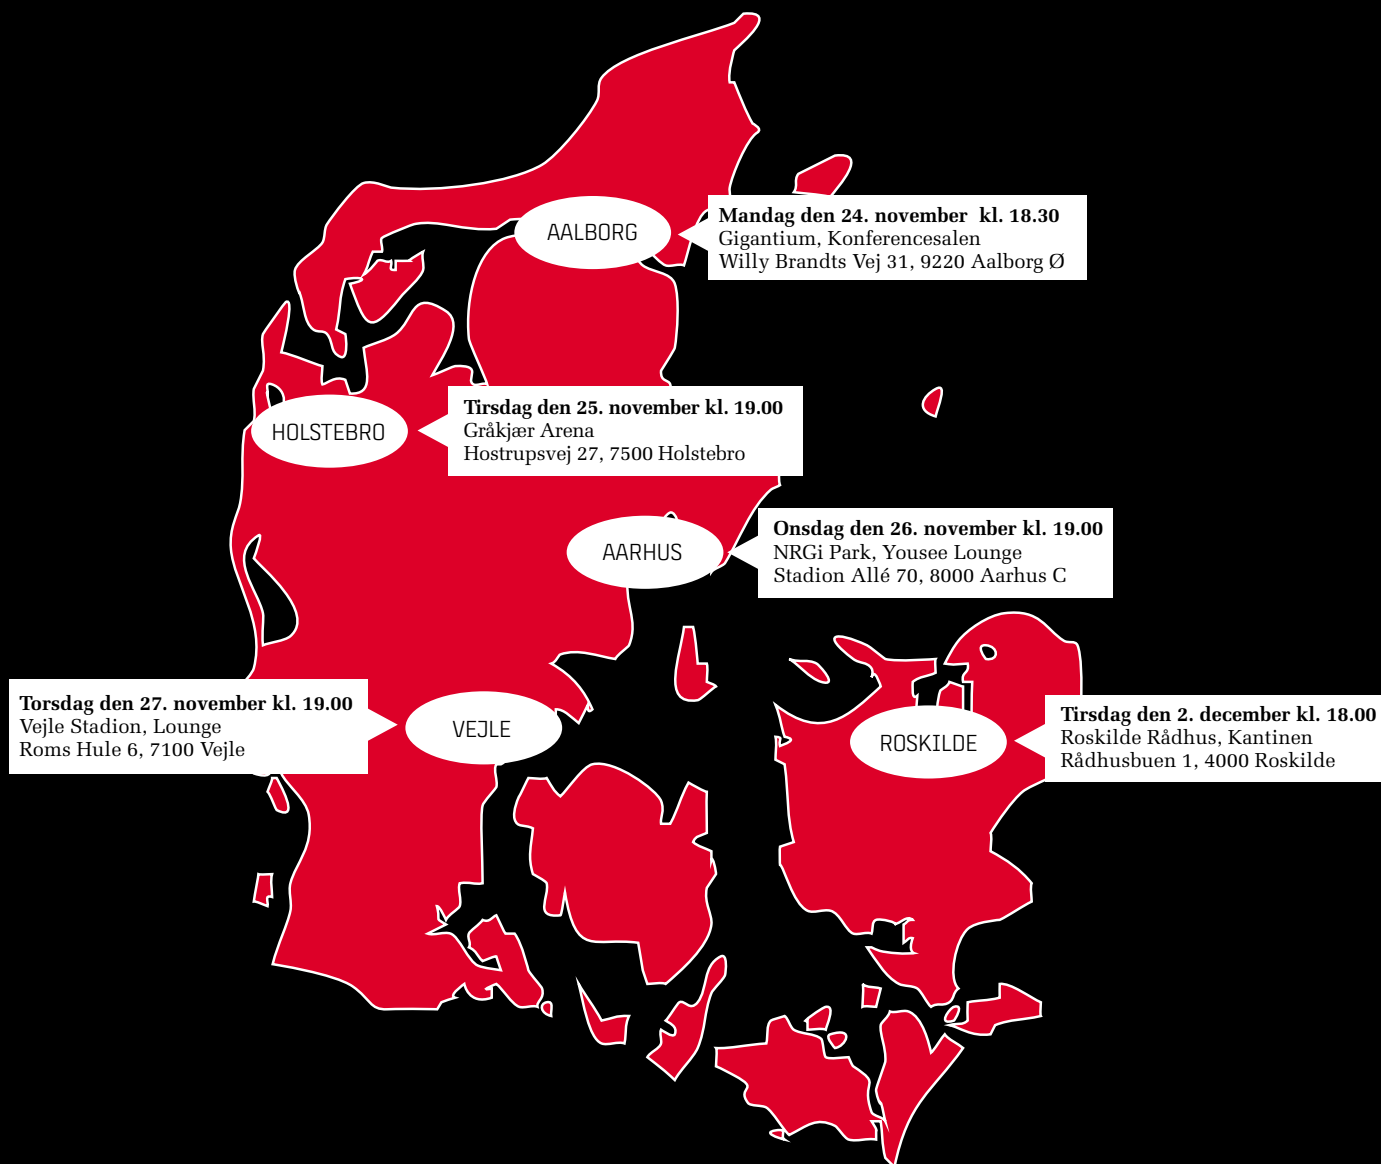 AALBORG
Mandag den 24. november kl. 18.30
Gigantium, Konferencesalen
Willy Brandts Vej 31, 9220 Aalborg Ø
HOLSTEBRO
Tirsdag den 25. november kl. 19.00
Gråkjær Arena
Hostrupsvej 27, 7500 Holstebro
AARHUS
Onsdag den 26. november kl. 19.00
NRGi Park, Yousee Lounge
Stadion Allé 70, 8000 Aarhus C
Torsdag den 27. november kl. 19.00
Vejle Stadion, Lounge
Roms Hule 6, 7100 Vejle
VEJLE
ROSKILDE
Tirsdag den 2. december kl. 18.00
Roskilde Rådhus, Kantinen
Rådhusbuen 1, 4000 Roskilde